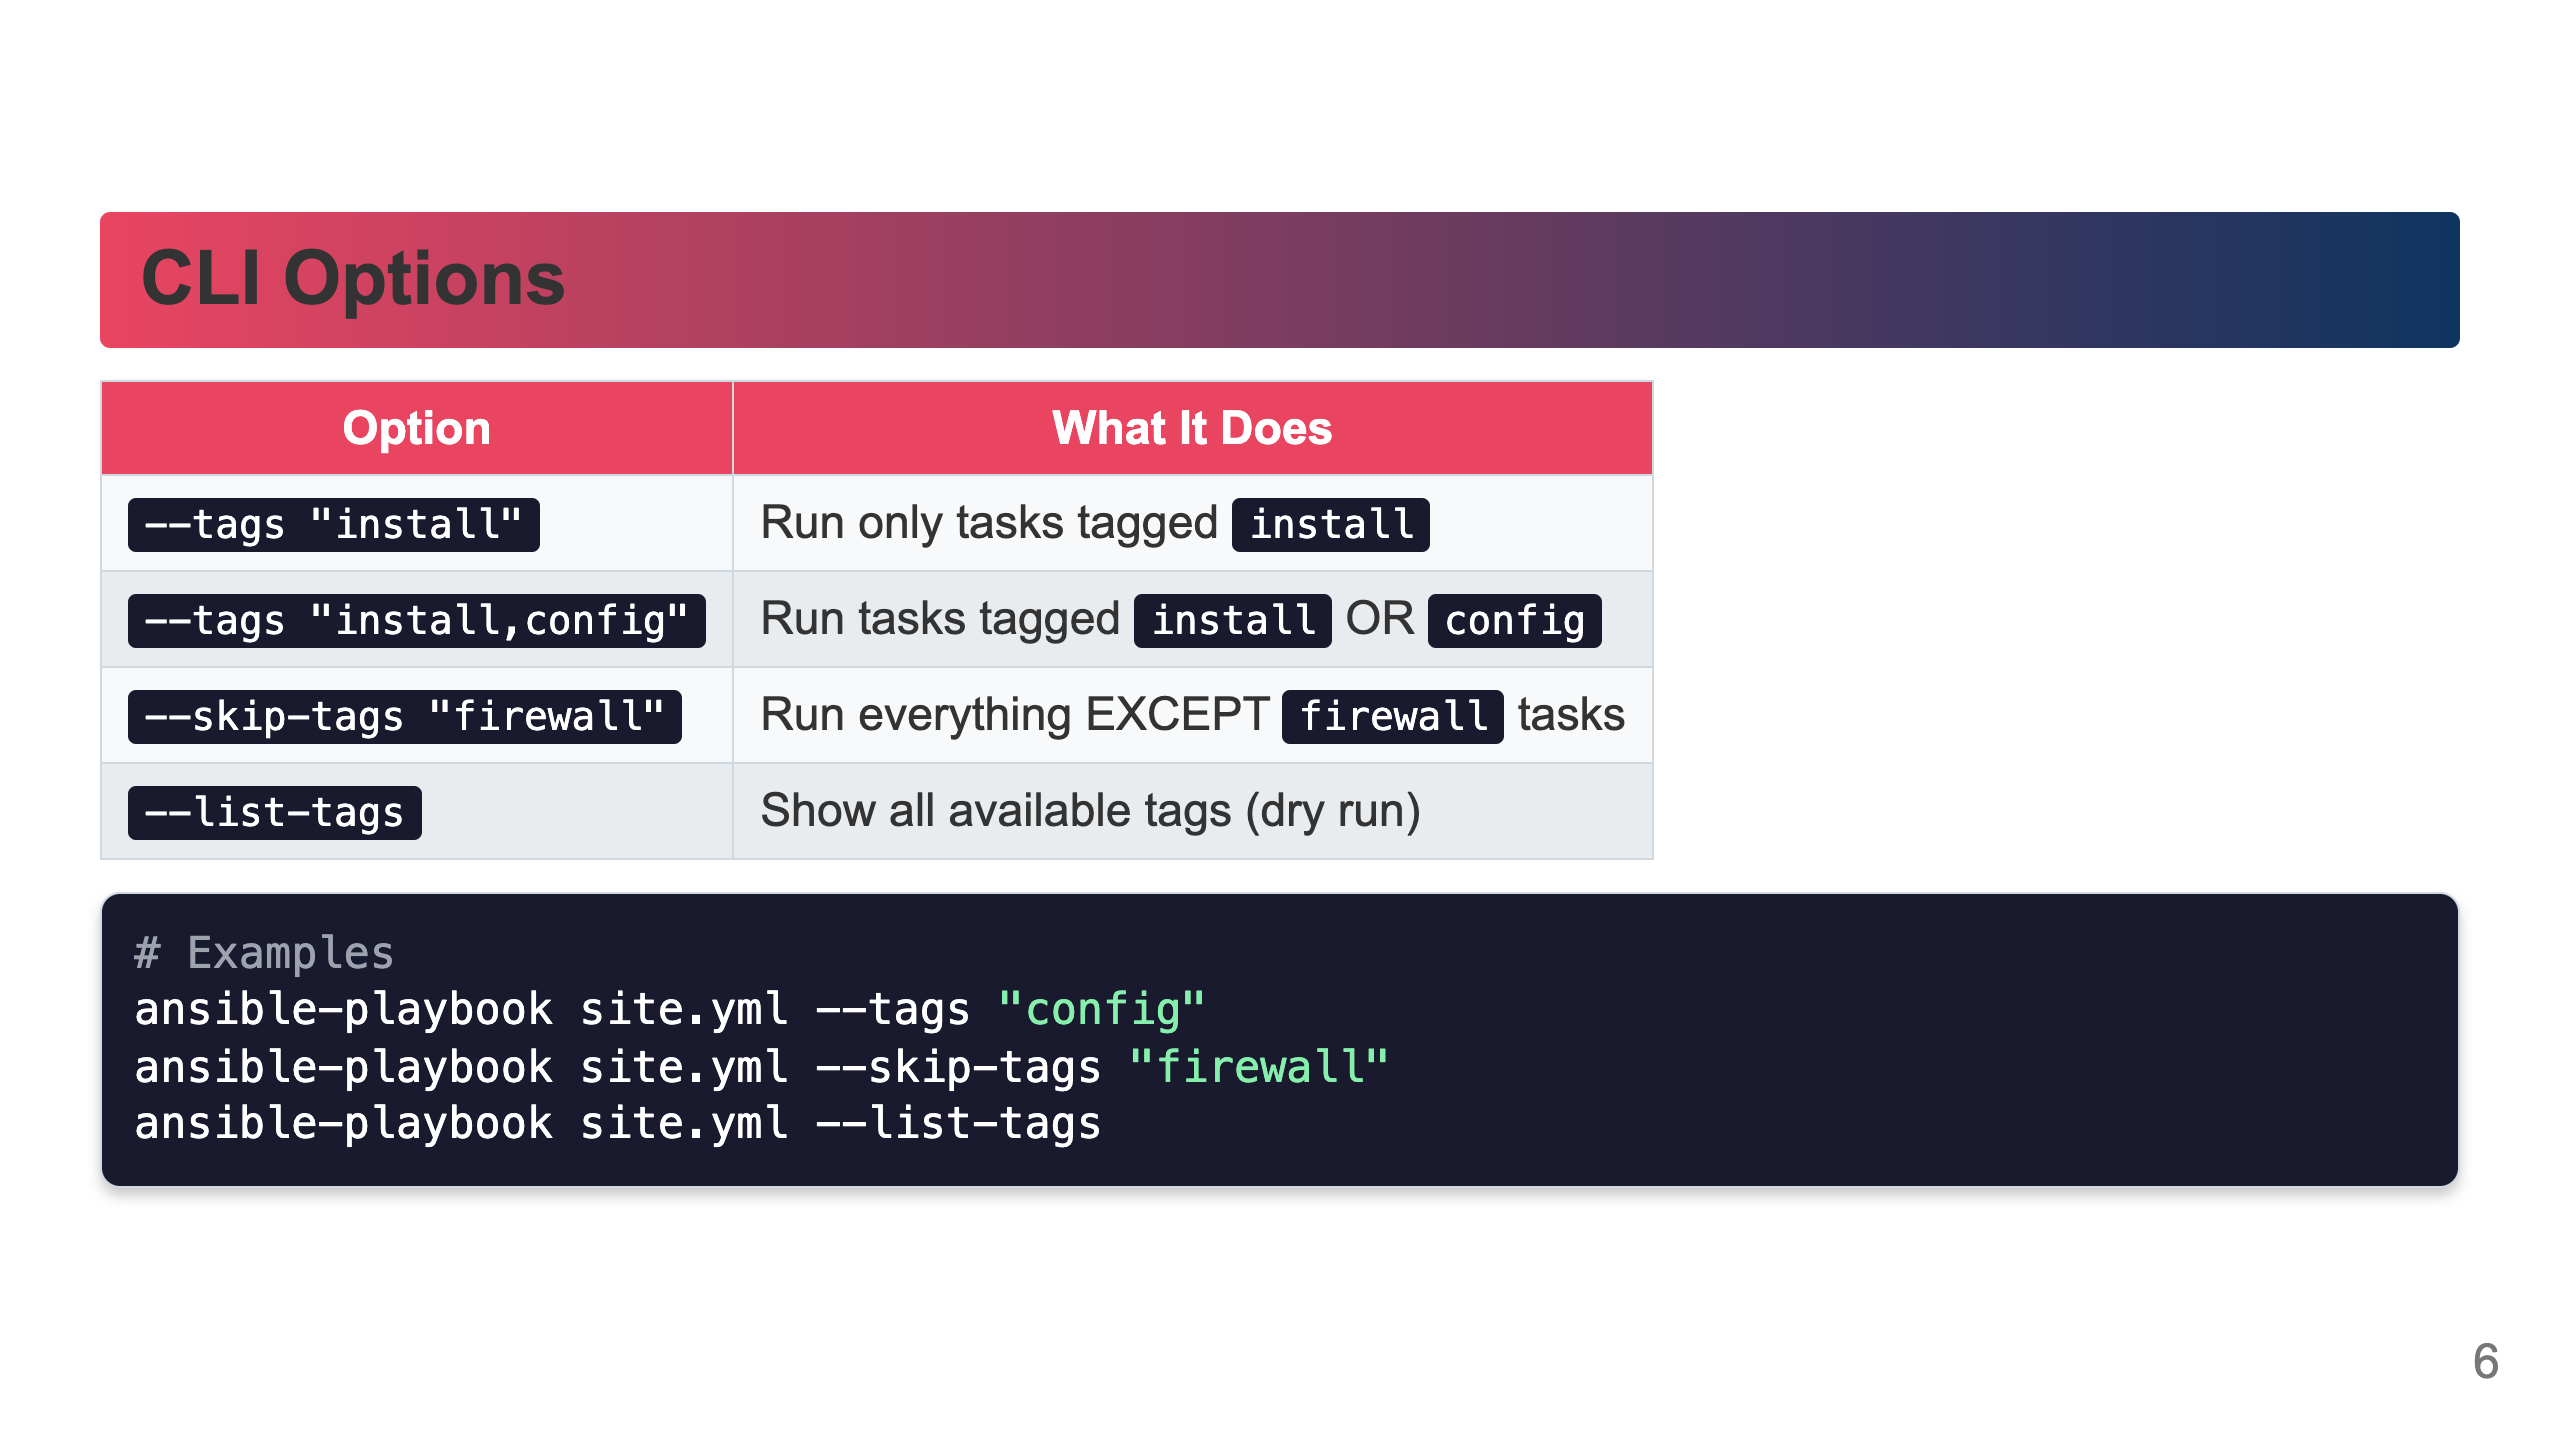 CLI Options
Option What It Does
--tags "install" Run only tasks tagged install
--tags "install,config" Run tasks tagged install OR config
--skip-tags "firewall" Run everything EXCEPT firewall tasks
--list-tags Show all available tags (dry run)
# Examples
ansible-playbook site.yml --tags "config"
ansible-playbook site.yml --skip-tags "firewall"
ansible-playbook site.yml --list-tags
6